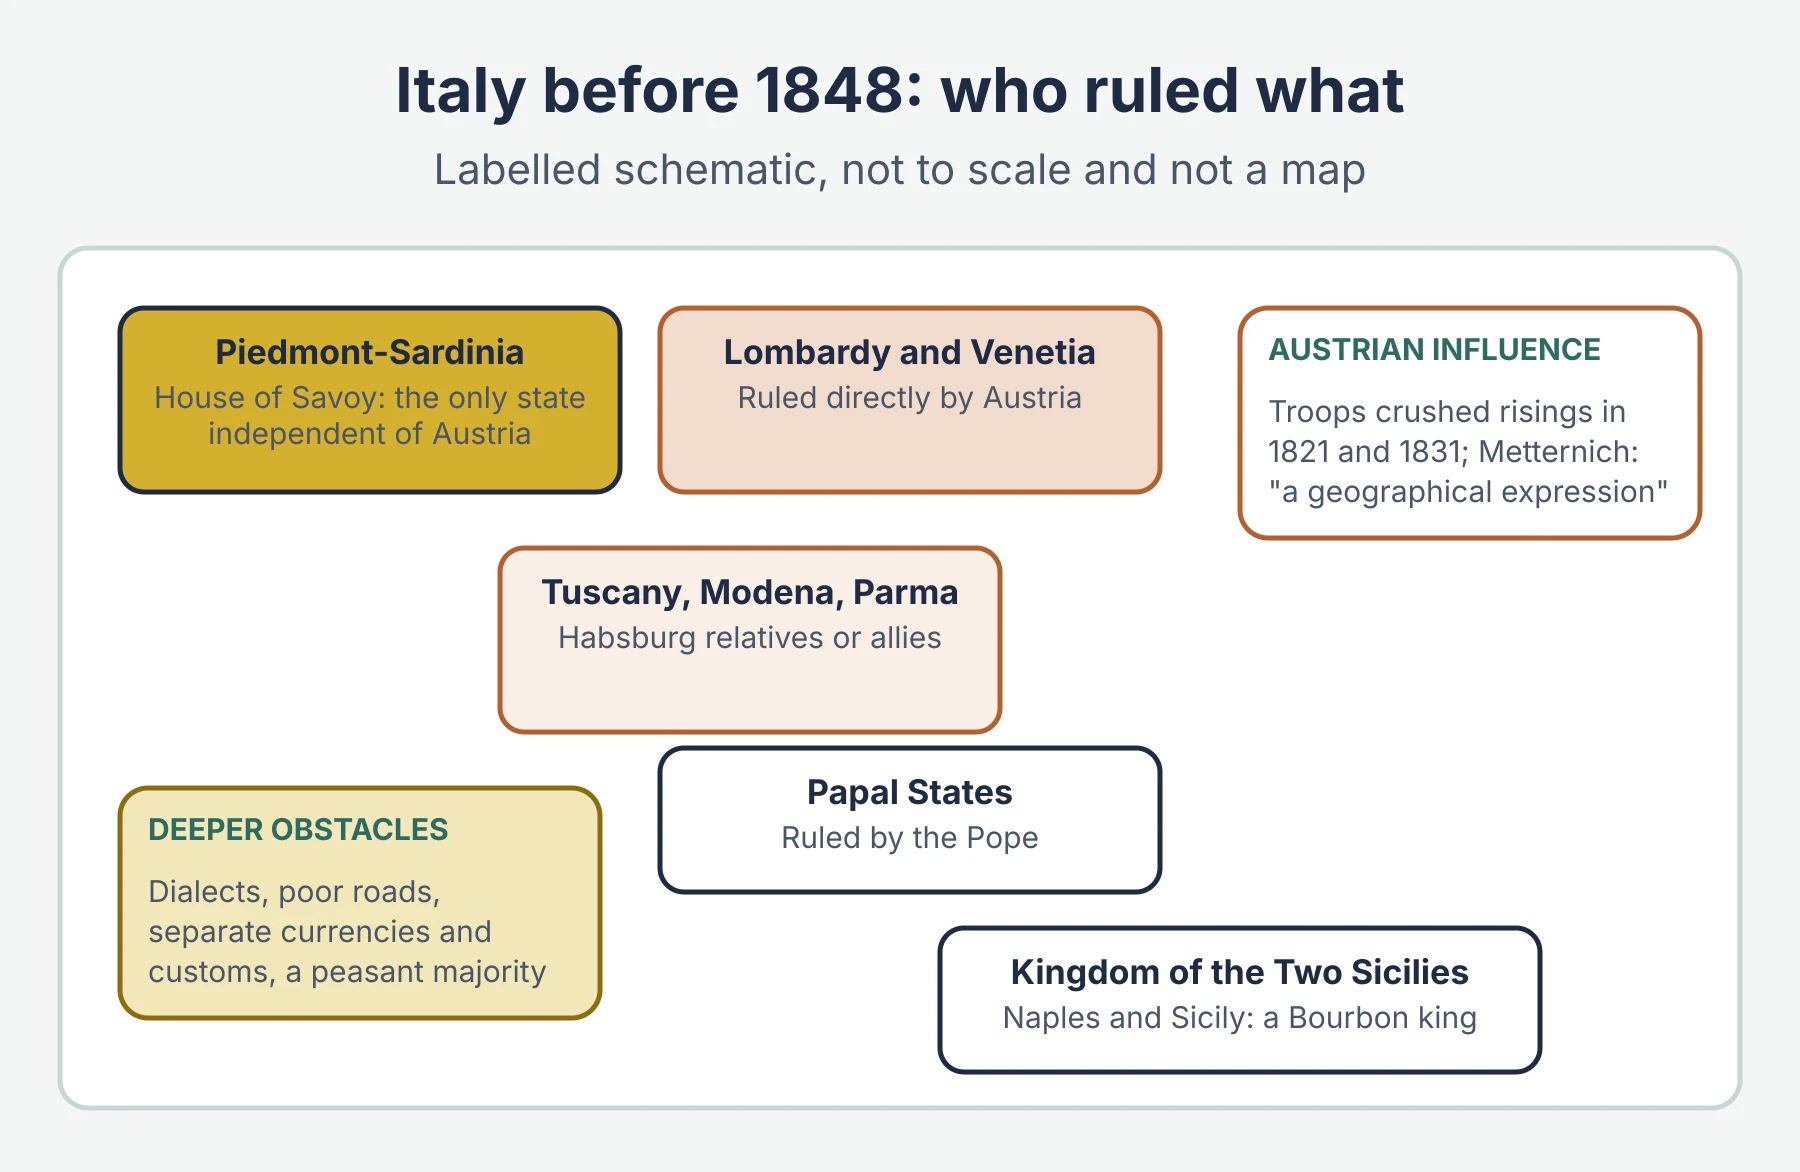 Italy before 1848: who ruled what
Labelled schematic, not to scale and not a map
Piedmont-Sardinia
House of Savoy: the only state
independent of Austria
Lombardy and Venetia
Ruled directly by Austria
AUSTRIAN INFLUENCE
Troops crushed risings in
1821 and 1831; Metternich:
"a geographical expression"
Tuscany, Modena, Parma
Habsburg relatives or allies
Papal States
Ruled by the Pope
DEEPER OBSTACLES
Dialects, poor roads,
separate currencies and
customs, a peasant majority
Kingdom of the Two Sicilies
Naples and Sicily: a Bourbon king